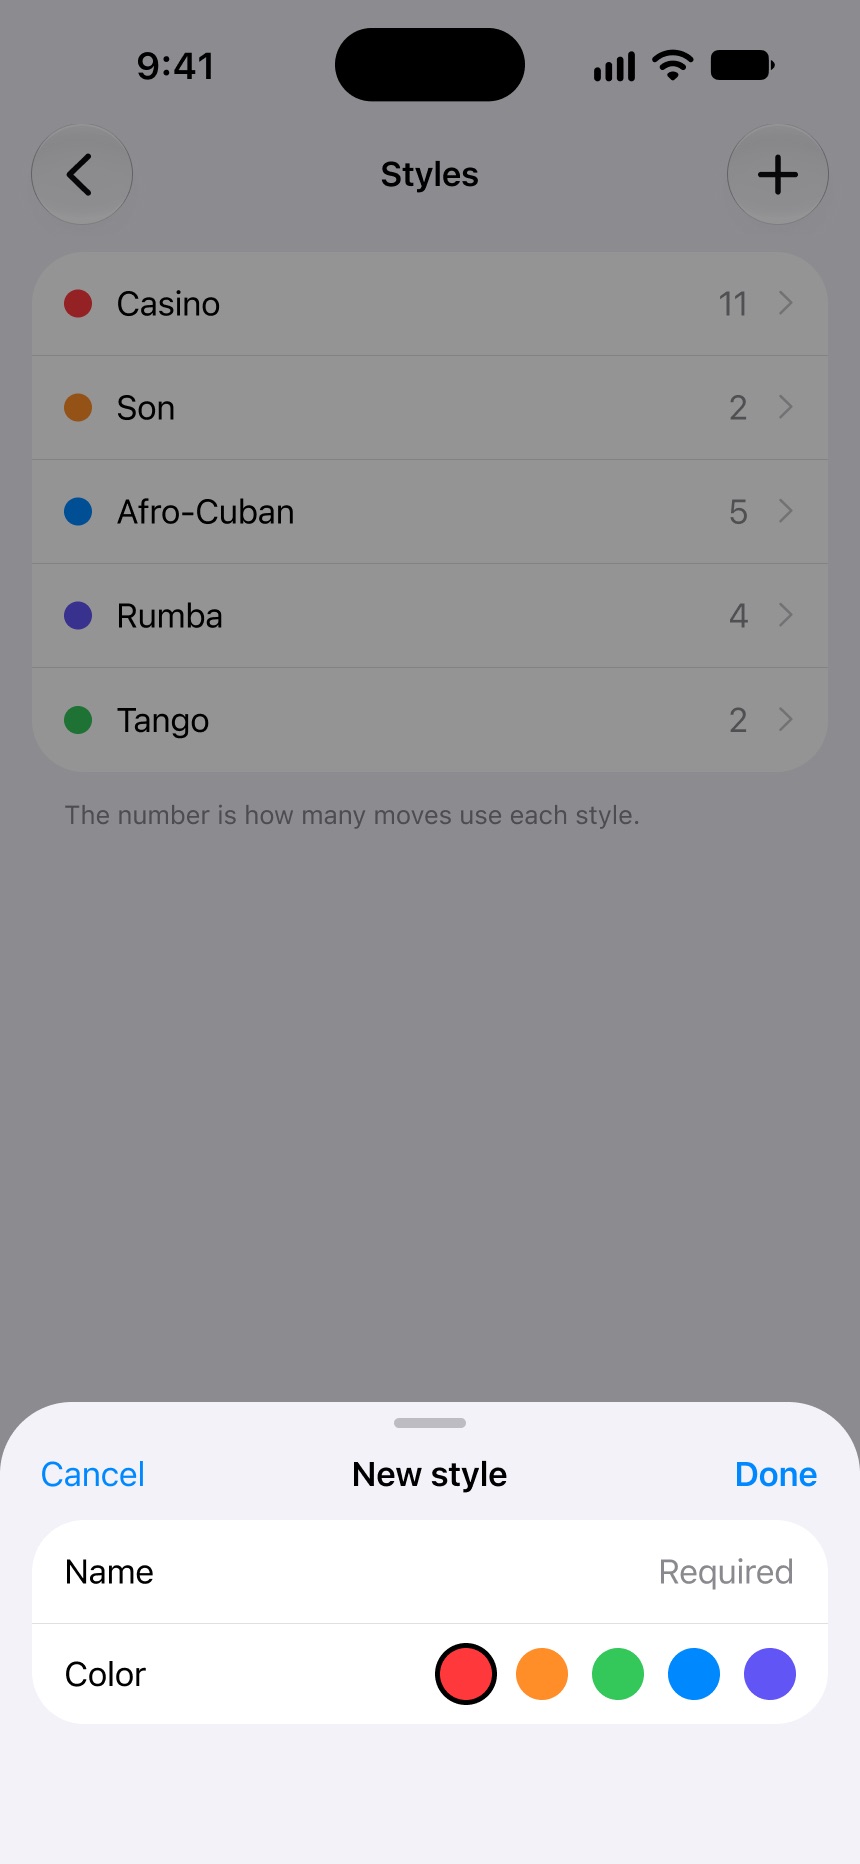 9:41
Styles
Casino 11
Son 2
Afro-Cuban 5
Rumba 4
Tango 2
The number is how many moves use each style.
Cancel New style Done
Name Required
Color